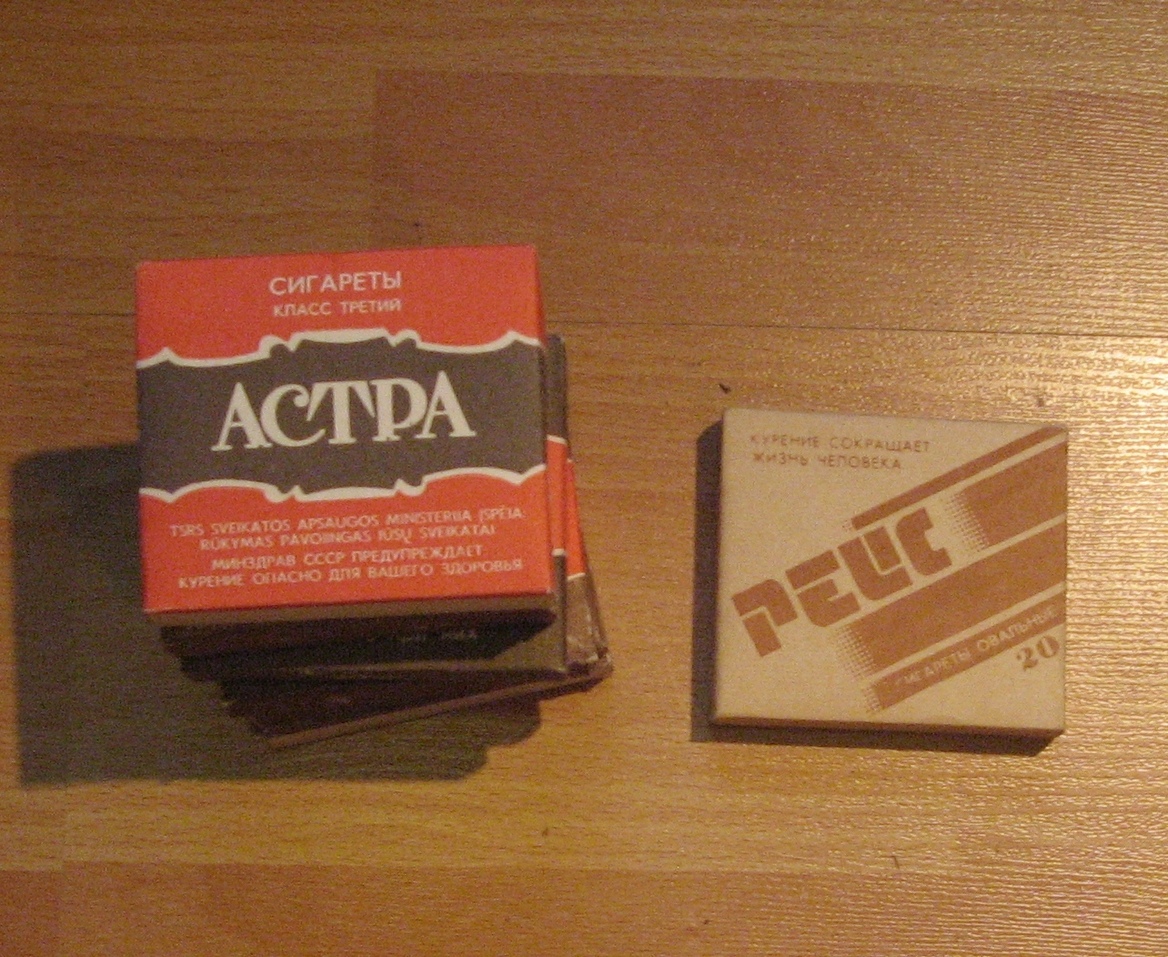 СИГАРЕТЫ
КЛАСС ТРЕТИЙ
АСТРА
TSRS SVEIKATOS APSAUGOS MINISTERIJA ĮSPĖJA:
RŪKYMAS PAVOJINGAS JŪSŲ SVEIKATAI
МИНЗДРАВ СССР ПРЕДУПРЕЖДАЕТ:
КУРЕНИЕ ОПАСНО ДЛЯ ВАШЕГО ЗДОРОВЬЯ
КУРЕНИЕ СОКРАЩАЕТ
ЖИЗНЬ ЧЕЛОВЕКА
СИГАРЕТЫ ОВАЛЬНЫЕ
20